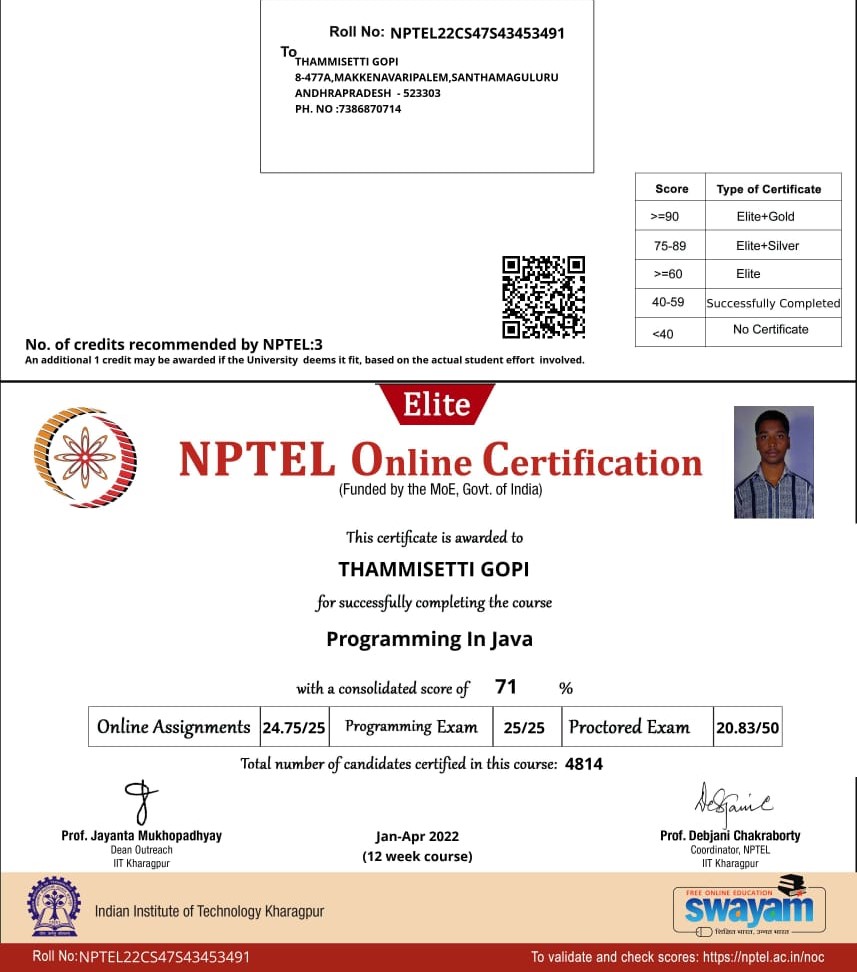 Roll No: NPTEL22CS47S43453491
To
THAMMISETTI GOPI
8-477A,MAKKENAVARIPALEM,SANTHAMAGULURU
ANDHRAPRADESH - 523303
PH. NO :7386870714
Score Type of Certificate
>=90 Elite+Gold
75-89 Elite+Silver
>=60 Elite
40-59 Successfully Completed
<40 No Certificate
No. of credits recommended by NPTEL:3
An additional 1 credit may be awarded if the University deems it fit, based on the actual student effort involved.
Elite
NPTEL Online Certification
(Funded by the MoE, Govt. of India)
This certificate is awarded to
THAMMISETTI GOPI
for successfully completing the course
Programming In Java
with a consolidated score of 71 %
Online Assignments 24.75/25 Programming Exam 25/25 Proctored Exam 20.83/50
Total number of candidates certified in this course: 4814
Prof. Jayanta Mukhopadhyay
Dean Outreach
IIT Kharagpur
Jan-Apr 2022
(12 week course)
Prof. Debjani Chakraborty
Coordinator, NPTEL
IIT Kharagpur
Indian Institute of Technology Kharagpur
FREE ONLINE EDUCATION
swayam
शिक्षित भारत, उन्नत भारत
Roll No:NPTEL22CS47S43453491 To validate and check scores: https://nptel.ac.in/noc